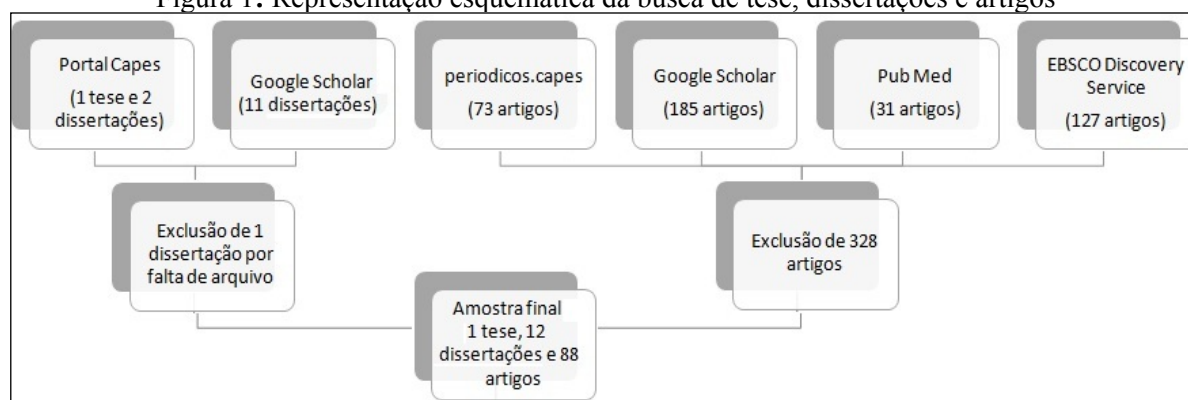 Figura 1. Representação esquemática da busca de tese, dissertações e artigos
Portal Capes
(1 tese e 2
dissertações)
Google Scholar
(11 dissertações)
periodicos.capes
(73 artigos)
Google Scholar
(185 artigos)
Pub Med
(31 artigos)
EBSCO Discovery
Service
(127 artigos)
Exclusão de 1
dissertação por
falta de arquivo
Exclusão de 328
artigos
Amostra final
1 tese, 12
dissertações e 88
artigos